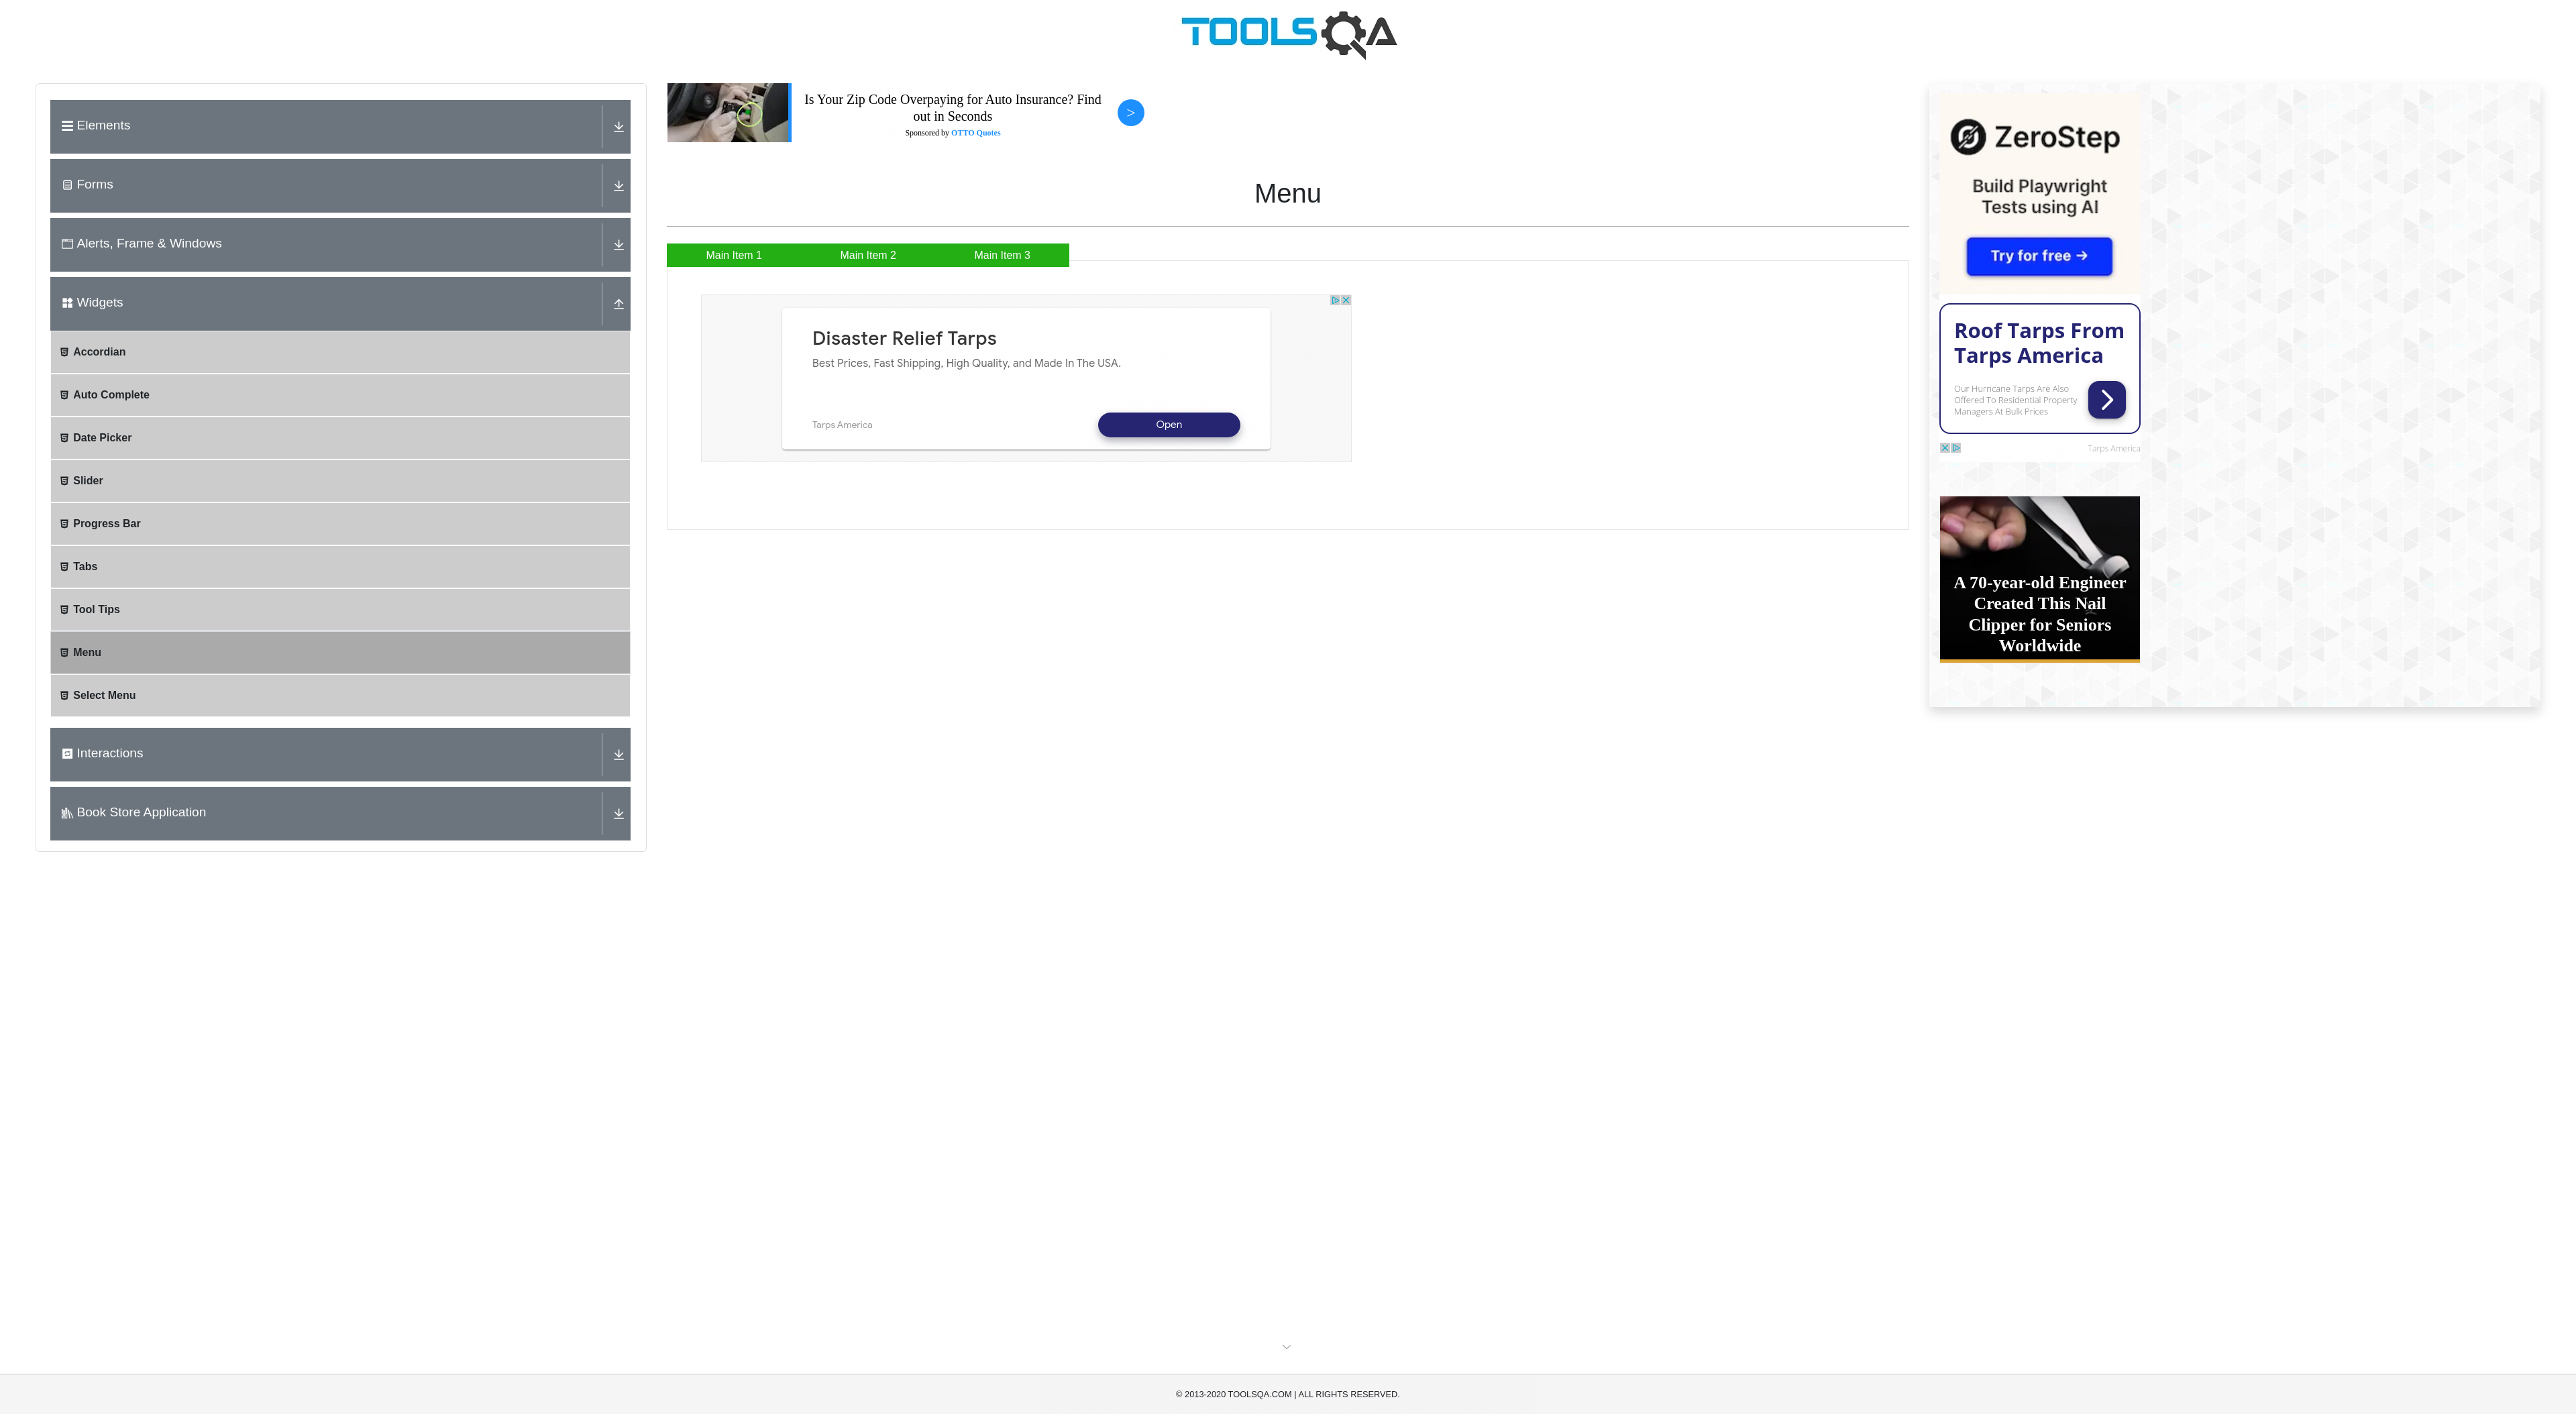 TOOLSQA
Elements
Forms
Alerts, Frame & Windows
Widgets
Accordian
Auto Complete
Date Picker
Slider
Progress Bar
Tabs
Tool Tips
Menu
Select Menu
Interactions
Book Store Application
Is Your Zip Code Overpaying for Auto Insurance? Find
out in Seconds
Sponsored by OTTO Quotes
>
Menu
Main Item 1
Main Item 2
Main Item 3
Disaster Relief Tarps
Best Prices, Fast Shipping, High Quality, and Made In The USA.
Tarps America
Open
ZeroStep
Build Playwright
Tests using AI
Try for free →
Roof Tarps From
Tarps America
Our Hurricane Tarps Are Also
Offered To Residential Property
Managers At Bulk Prices
Tarps America
A 70-year-old Engineer
Created This Nail
Clipper for Seniors
Worldwide
© 2013-2020 TOOLSQA.COM | ALL RIGHTS RESERVED.